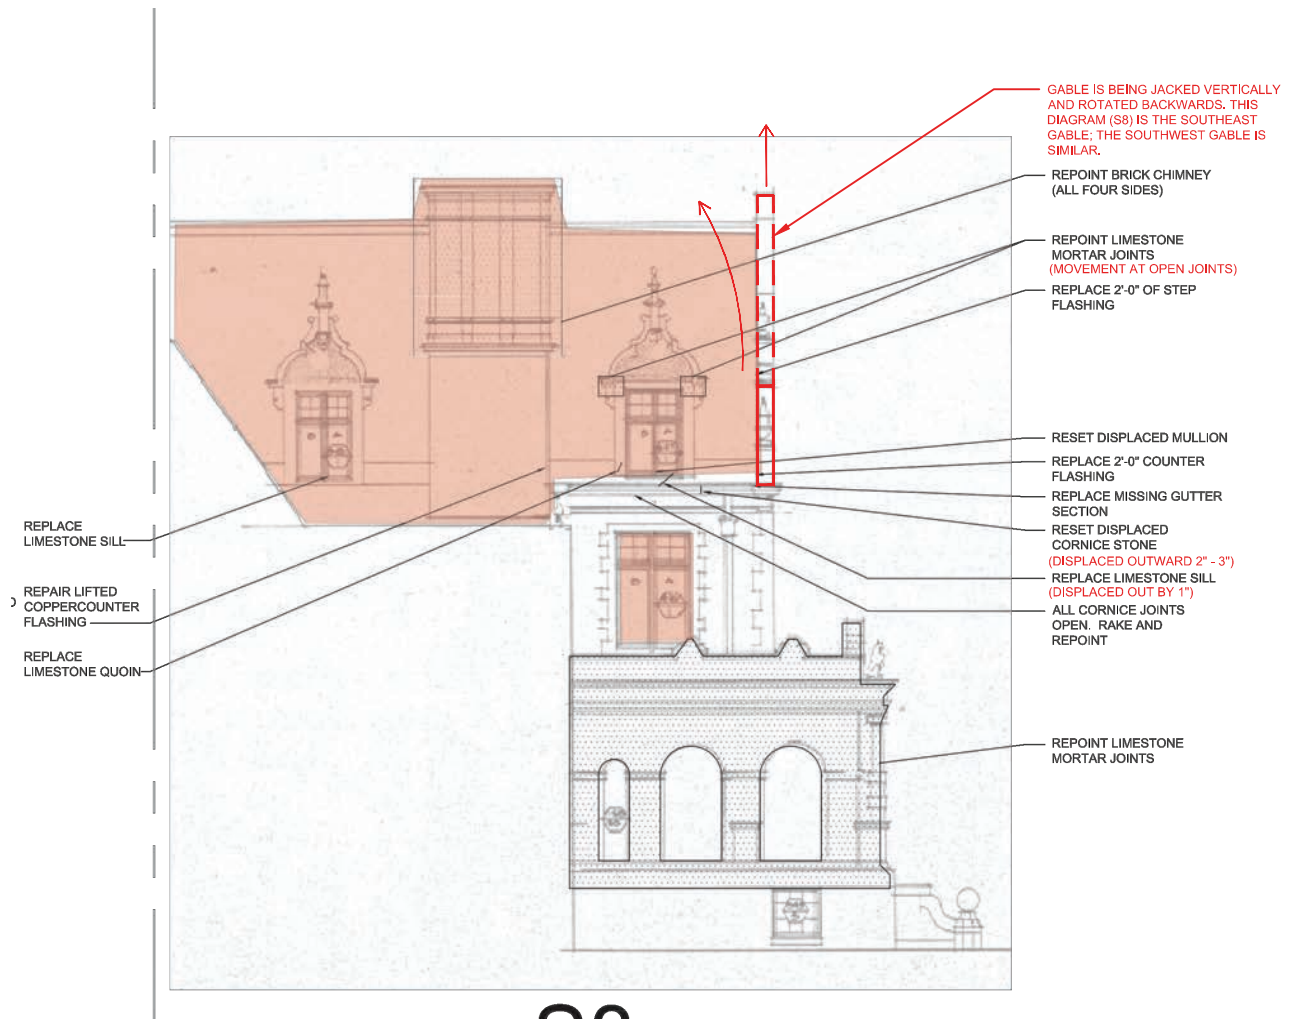 GABLE IS BEING JACKED VERTICALLY
AND ROTATED BACKWARDS. THIS
DIAGRAM (S8) IS THE SOUTHEAST
GABLE; THE SOUTHWEST GABLE IS
SIMILAR.
REPOINT BRICK CHIMNEY
(ALL FOUR SIDES)
REPOINT LIMESTONE
MORTAR JOINTS
(MOVEMENT AT OPEN JOINTS)
REPLACE 2'-0" OF STEP
FLASHING
RESET DISPLACED MULLION
REPLACE 2'-0" COUNTER
FLASHING
REPLACE MISSING GUTTER
SECTION
RESET DISPLACED
CORNICE STONE
(DISPLACED OUTWARD 2" - 3")
REPLACE LIMESTONE SILL
(DISPLACED OUT BY 1")
ALL CORNICE JOINTS
OPEN. RAKE AND
REPOINT
REPOINT LIMESTONE
MORTAR JOINTS
REPLACE
LIMESTONE SILL
REPAIR LIFTED
COPPERCOUNTER
FLASHING
REPLACE
LIMESTONE QUOIN